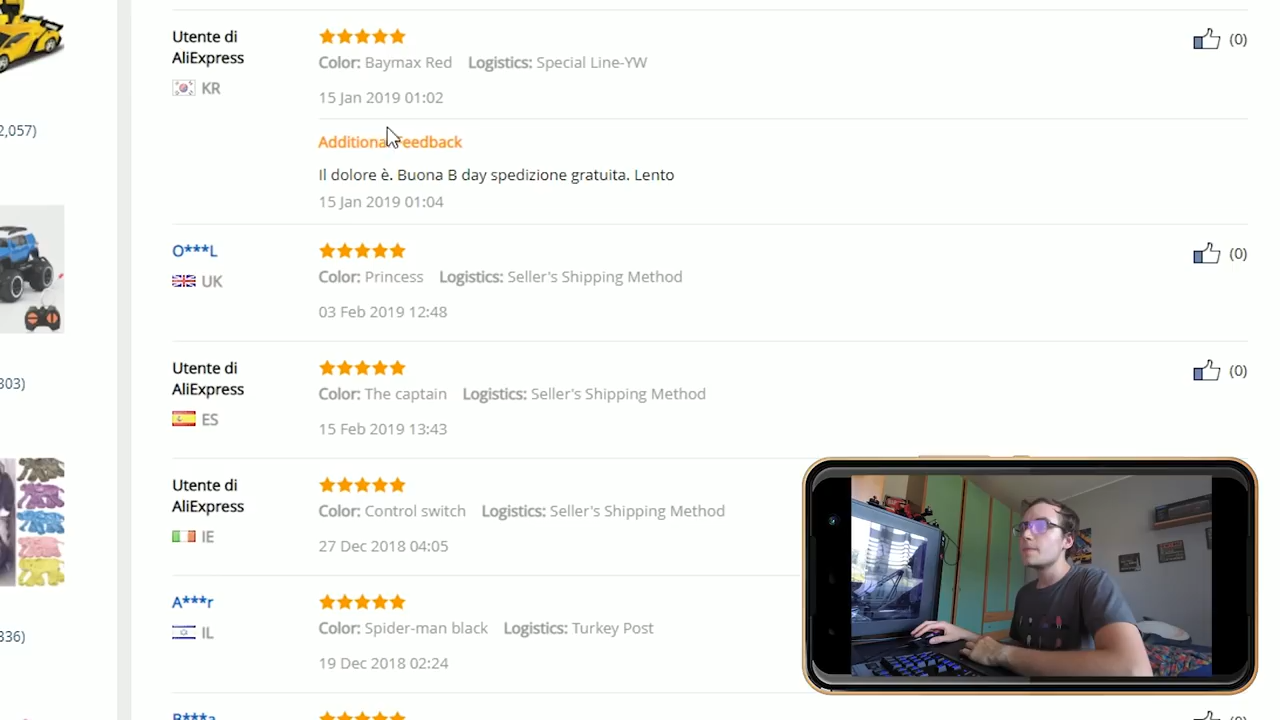 Utente di
AliExpress
KR
Color: Baymax Red Logistics: Special Line-YW
15 Jan 2019 01:02
(0)
Additional Feedback
Il dolore è. Buona B day spedizione gratuita. Lento
15 Jan 2019 01:04
2,057)
O***L
UK
Color: Princess Logistics: Seller's Shipping Method
03 Feb 2019 12:48
(0)
Utente di
AliExpress
ES
Color: The captain Logistics: Seller's Shipping Method
15 Feb 2019 13:43
(0)
303)
Utente di
AliExpress
IE
Color: Control switch Logistics: Seller's Shipping Method
27 Dec 2018 04:05
A***r
IL
Color: Spider-man black Logistics: Turkey Post
19 Dec 2018 02:24
336)